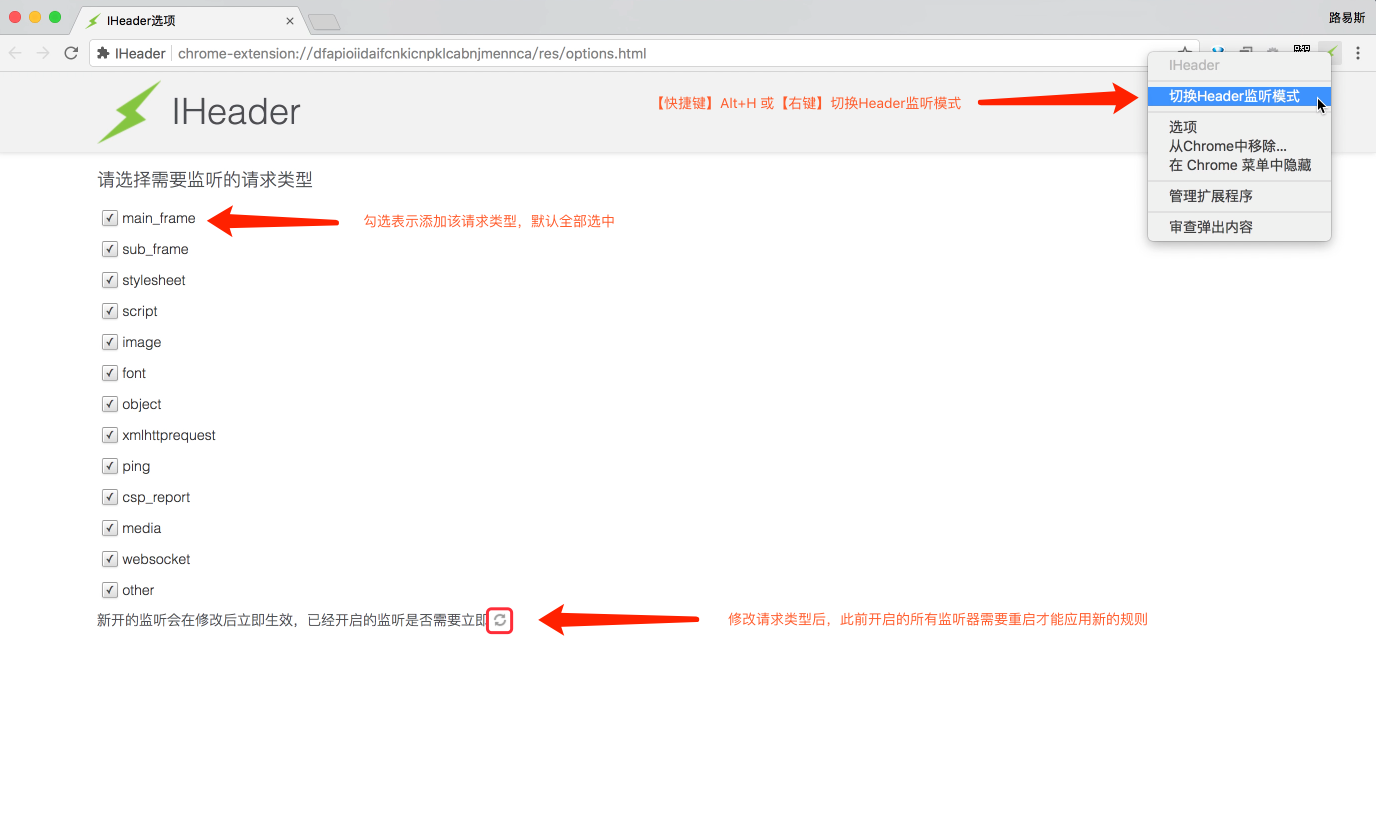 IHeader选项
路易斯
IHeader
chrome-extension://dfapioiidaifcnkicnpklcabnjmennca/res/options.html
IHeader
【快捷键】Alt+H 或【右键】切换Header监听模式
IHeader
切换Header监听模式
选项
从Chrome中移除...
在 Chrome 菜单中隐藏
管理扩展程序
审查弹出内容
请选择需要监听的请求类型
main_frame
勾选表示添加该请求类型，默认全部选中
sub_frame
stylesheet
script
image
font
object
xmlhttprequest
ping
csp_report
media
websocket
other
新开的监听会在修改后立即生效，已经开启的监听是否需要立即
修改请求类型后，此前开启的所有监听器需要重启才能应用新的规则